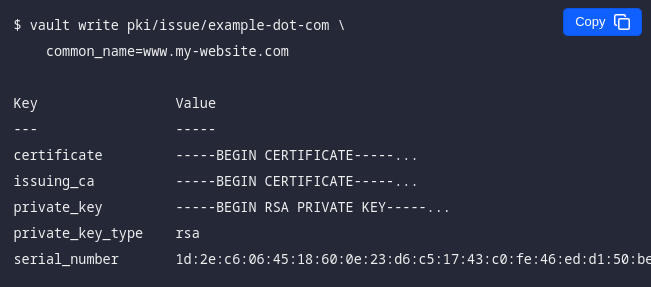 $ vault write pki/issue/example-dot-com \
Copy
common_name=www.my-website.com
Key Value
--- -----
certificate -----BEGIN CERTIFICATE-----...
issuing_ca -----BEGIN CERTIFICATE-----...
private_key -----BEGIN RSA PRIVATE KEY-----...
private_key_type rsa
serial_number 1d:2e:c6:06:45:18:60:0e:23:d6:c5:17:43:c0:fe:46:ed:d1:50:be